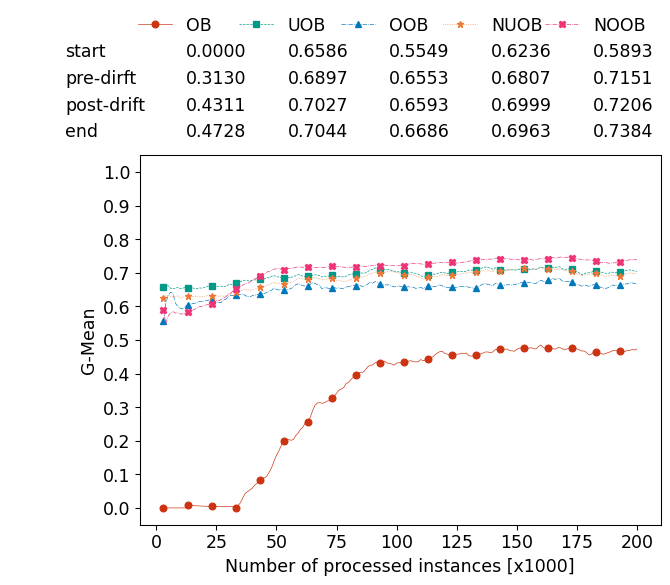 OB UOB OOB NUOB NOOB
start 0.0000 0.6586 0.5549 0.6236 0.5893
pre-dirft 0.3130 0.6897 0.6553 0.6807 0.7151
post-drift 0.4311 0.7027 0.6593 0.6999 0.7206
end 0.4728 0.7044 0.6686 0.6963 0.7384
1.0
0.9
0.8
0.7
0.6
0.5
0.4
0.3
0.2
0.1
0.0
G-Mean
0 25 50 75 100 125 150 175 200
Number of processed instances [x1000]